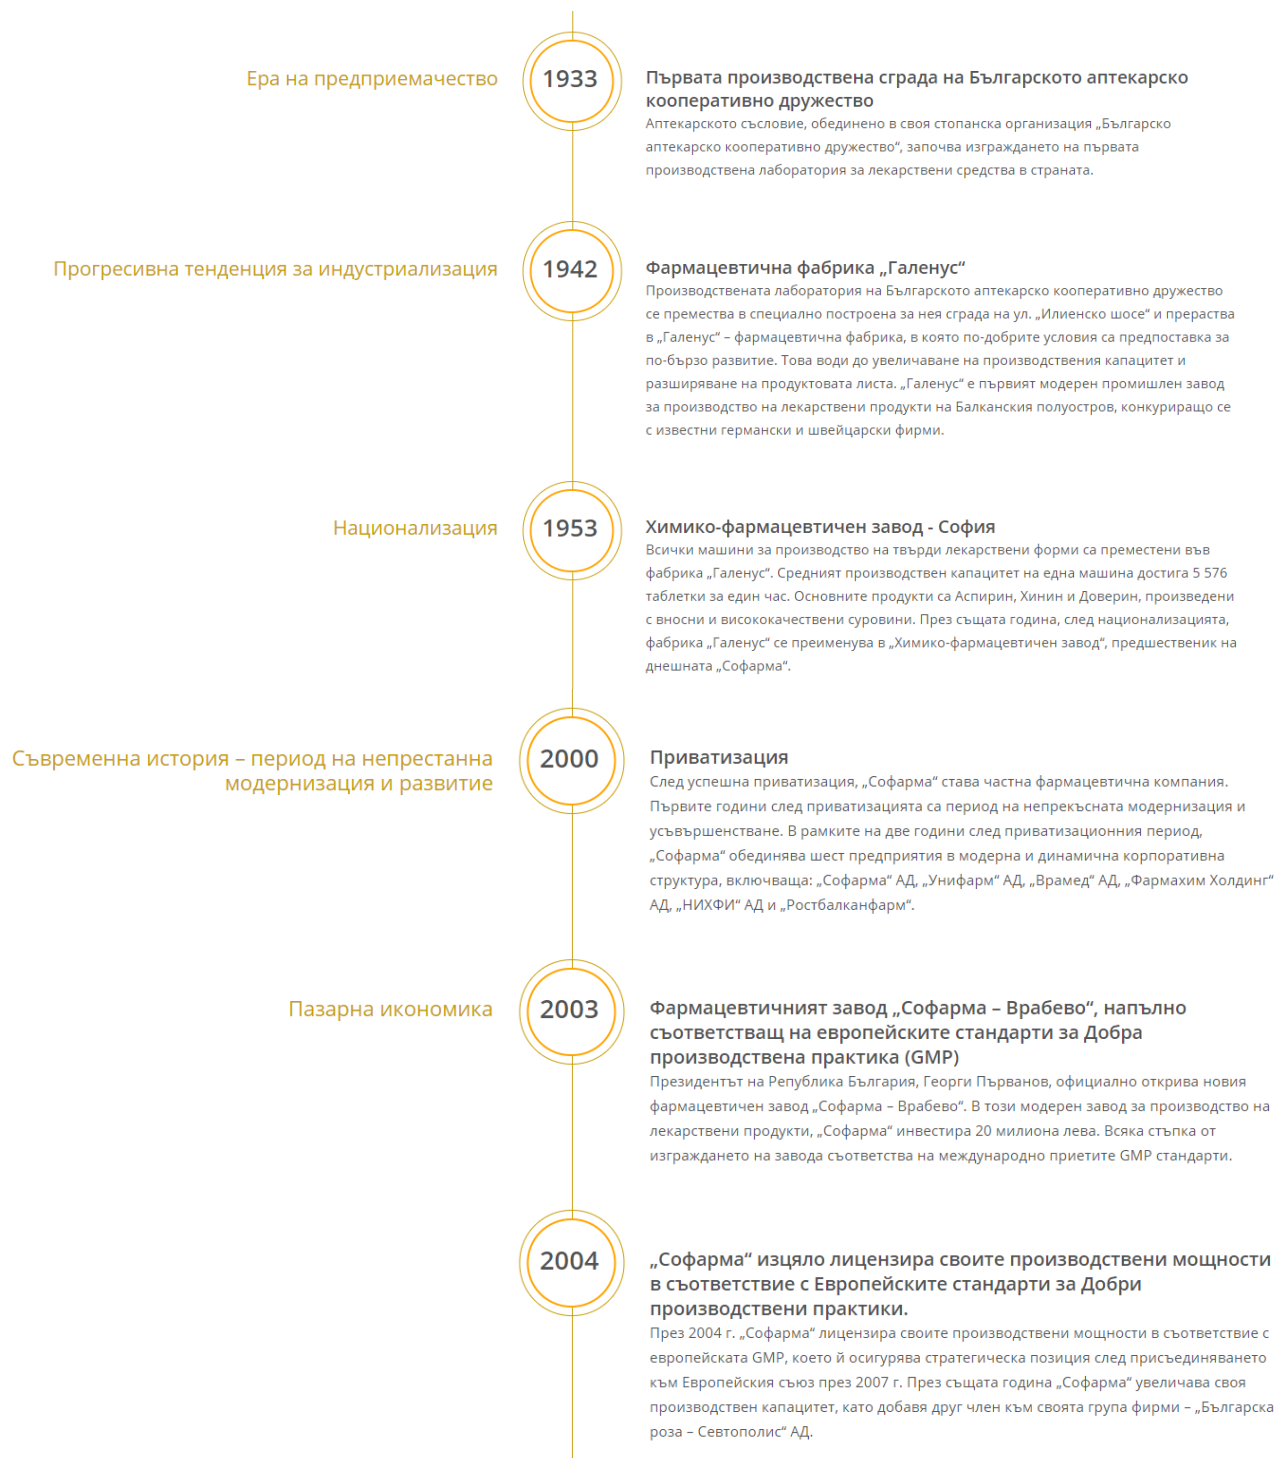 Ера на предприемачество
1933
Първата производствена сграда на Българското аптекарско
кооперативно дружество
Аптекарското съсловие, обединено в своя стопанска организация „Българско
аптекарско кооперативно дружество“, започва изграждането на първата
производствена лаборатория за лекарствени средства в страната.
Прогресивна тенденция за индустриализация
1942
Фармацевтична фабрика „Галенус“
Производствената лаборатория на Българското аптекарско кооперативно дружество
се премества в специално построена за нея сграда на ул. „Илиенско шосе“ и прераства
в „Галенус“ – фармацевтична фабрика, в която по-добрите условия са предпоставка за
по-бързо развитие. Това води до увеличаване на производствения капацитет и
разширяване на продуктовата листа. „Галенус“ е първият модерен промишлен завод
за производство на лекарствени продукти на Балканския полуостров, конкуриращо се
с известни германски и швейцарски фирми.
Национализация
1953
Химико-фармацевтичен завод - София
Всички машини за производство на твърди лекарствени форми са преместени във
фабрика „Галенус“. Средният производствен капацитет на една машина достига 5 576
таблетки за един час. Основните продукти са Аспирин, Хинин и Доверин, произведени
с вносни и висококачествени суровини. През същата година, след национализацията,
фабрика „Галенус“ се преименува в „Химико-фармацевтичен завод“, предшественик на
днешната „Софарма“.
Съвременна история – период на непрестанна
модернизация и развитие
2000
Приватизация
След успешна приватизация, „Софарма“ става частна фармацевтична компания.
Първите години след приватизацията са период на непрекъсната модернизация и
усъвършенстване. В рамките на две години след приватизационния период,
„Софарма“ обединява шест предприятия в модерна и динамична корпоративна
структура, включваща: „Софарма“ АД, „Унифарм“ АД, „Врамед“ АД, „Фармахим Холдинг“
АД, „НИХФИ“ АД и „Ростбалканфарм“.
Пазарна икономика
2003
Фармацевтичният завод „Софарма – Врабево“, напълно
съответстващ на европейските стандарти за Добра
производствена практика (GMP)
Президентът на Република България, Георги Първанов, официално открива новия
фармацевтичен завод „Софарма – Врабево“. В този модерен завод за производство на
лекарствени продукти, „Софарма“ инвестира 20 милиона лева. Всяка стъпка от
изграждането на завода съответства на международно приетите GMP стандарти.
2004
„Софарма“ изцяло лицензира своите производствени мощности
в съответствие с Европейските стандарти за Добри
производствени практики.
През 2004 г. „Софарма“ лицензира своите производствени мощности в съответствие с
европейската GMP, което й осигурява стратегическа позиция след присъединяването
към Европейския съюз през 2007 г. През същата година „Софарма“ увеличава своя
производствен капацитет, като добавя друг член към своята група фирми – „Българска
роза – Севтополис“ АД.